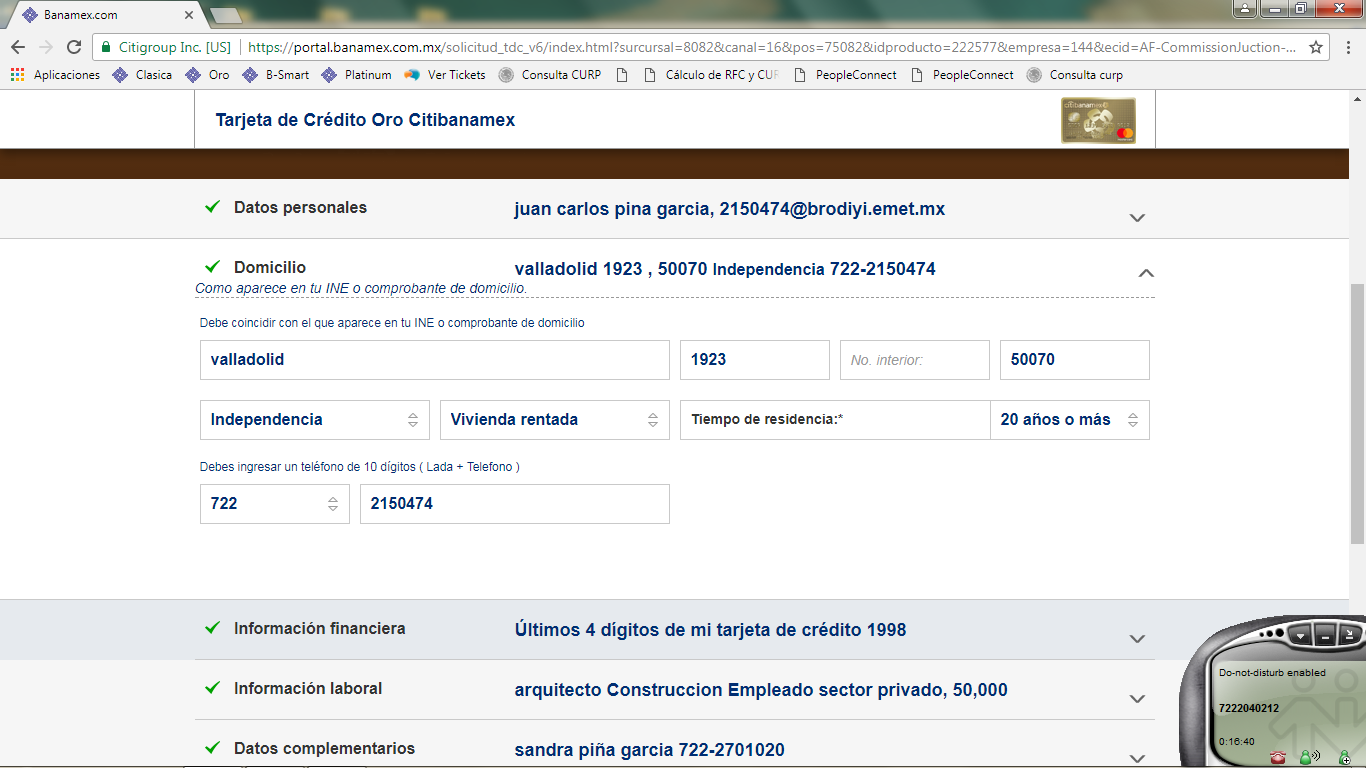 Banamex.com
Citigroup Inc. [US] https://portal.banamex.com.mx/solicitud_tdc_v6/index.html?sursucal=8082&canal=16&pos=75082&idproducto=222577&empresa=144&ecid=AF-CommissionJuction-...
Aplicaciones Clasica Oro B-Smart Platinum Ver Tickets Consulta CURP Cálculo de RFC y CUR PeopleConnect PeopleConnect Consulta curp
Tarjeta de Crédito Oro Citibanamex
citibanamex
Datos personales juan carlos pina garcia, 2150474@brodiyi.emet.mx
Domicilio valladolid 1923 , 50070 Independencia 722-2150474
Como aparece en tu INE o comprobante de domicilio.
Debe coincidir con el que aparece en tu INE o comprobante de domicilio
valladolid 1923 No. interior: 50070
Independencia Vivienda rentada Tiempo de residencia:* 20 años o más
Debes ingresar un teléfono de 10 dígitos ( Lada + Telefono )
722 2150474
Información financiera Últimos 4 dígitos de mi tarjeta de crédito 1998
Información laboral arquitecto Construccion Empleado sector privado, 50,000
Datos complementarios sandra piña garcia 722-2701020
Do-not-disturb enabled
7222040212
0:16:40